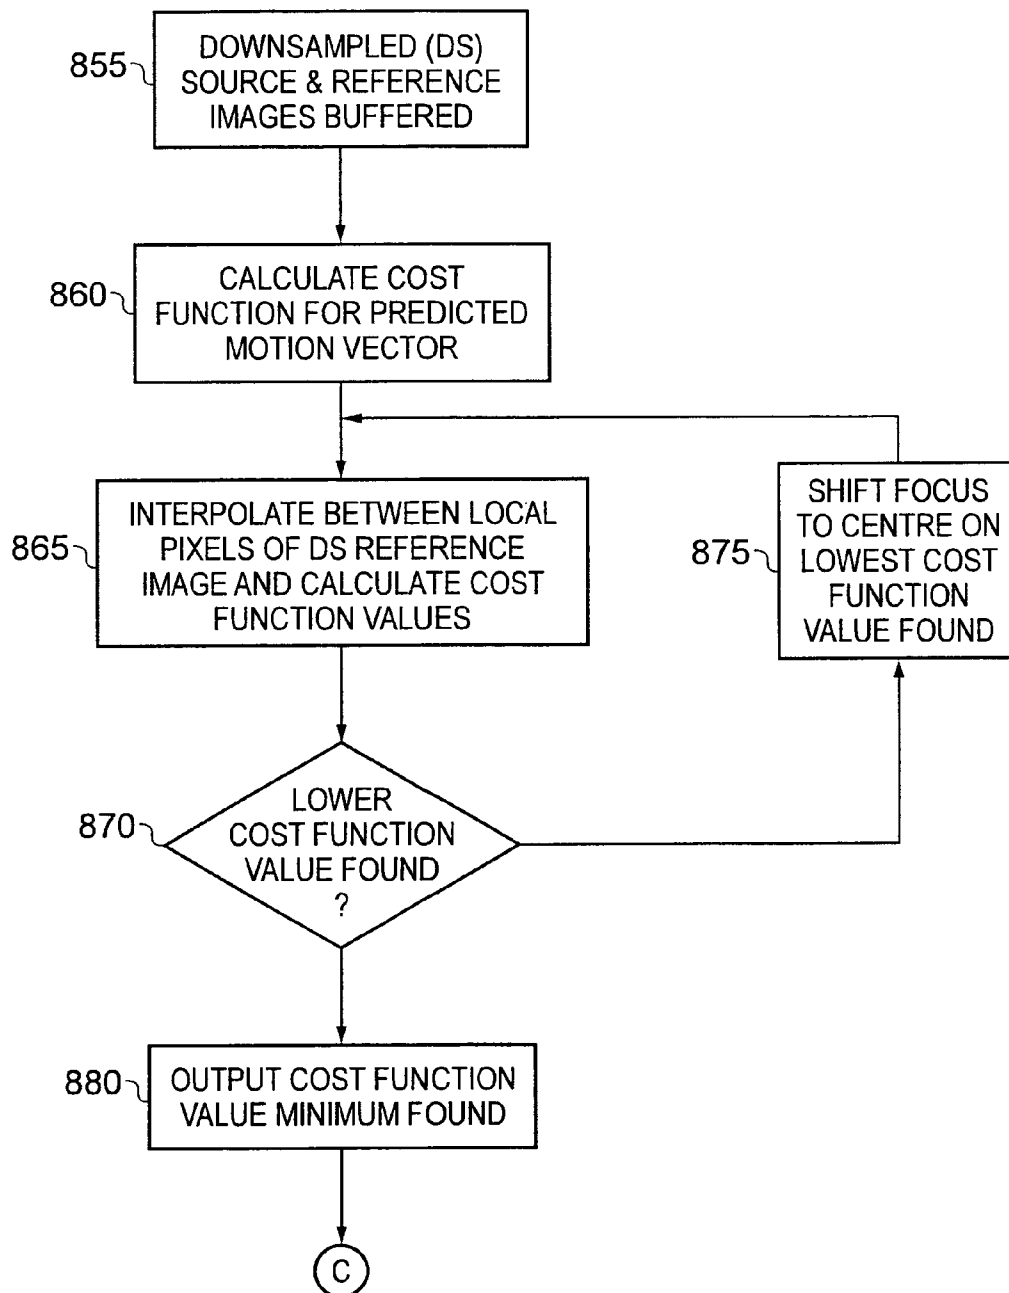 855
DOWNSAMPLED (DS)
SOURCE & REFERENCE
IMAGES BUFFERED
860
CALCULATE COST
FUNCTION FOR PREDICTED
MOTION VECTOR
865
INTERPOLATE BETWEEN LOCAL
PIXELS OF DS REFERENCE
IMAGE AND CALCULATE COST
FUNCTION VALUES
875
SHIFT FOCUS
TO CENTRE ON
LOWEST COST
FUNCTION
VALUE FOUND
870
LOWER
COST FUNCTION
VALUE FOUND
?
880
OUTPUT COST FUNCTION
VALUE MINIMUM FOUND
C